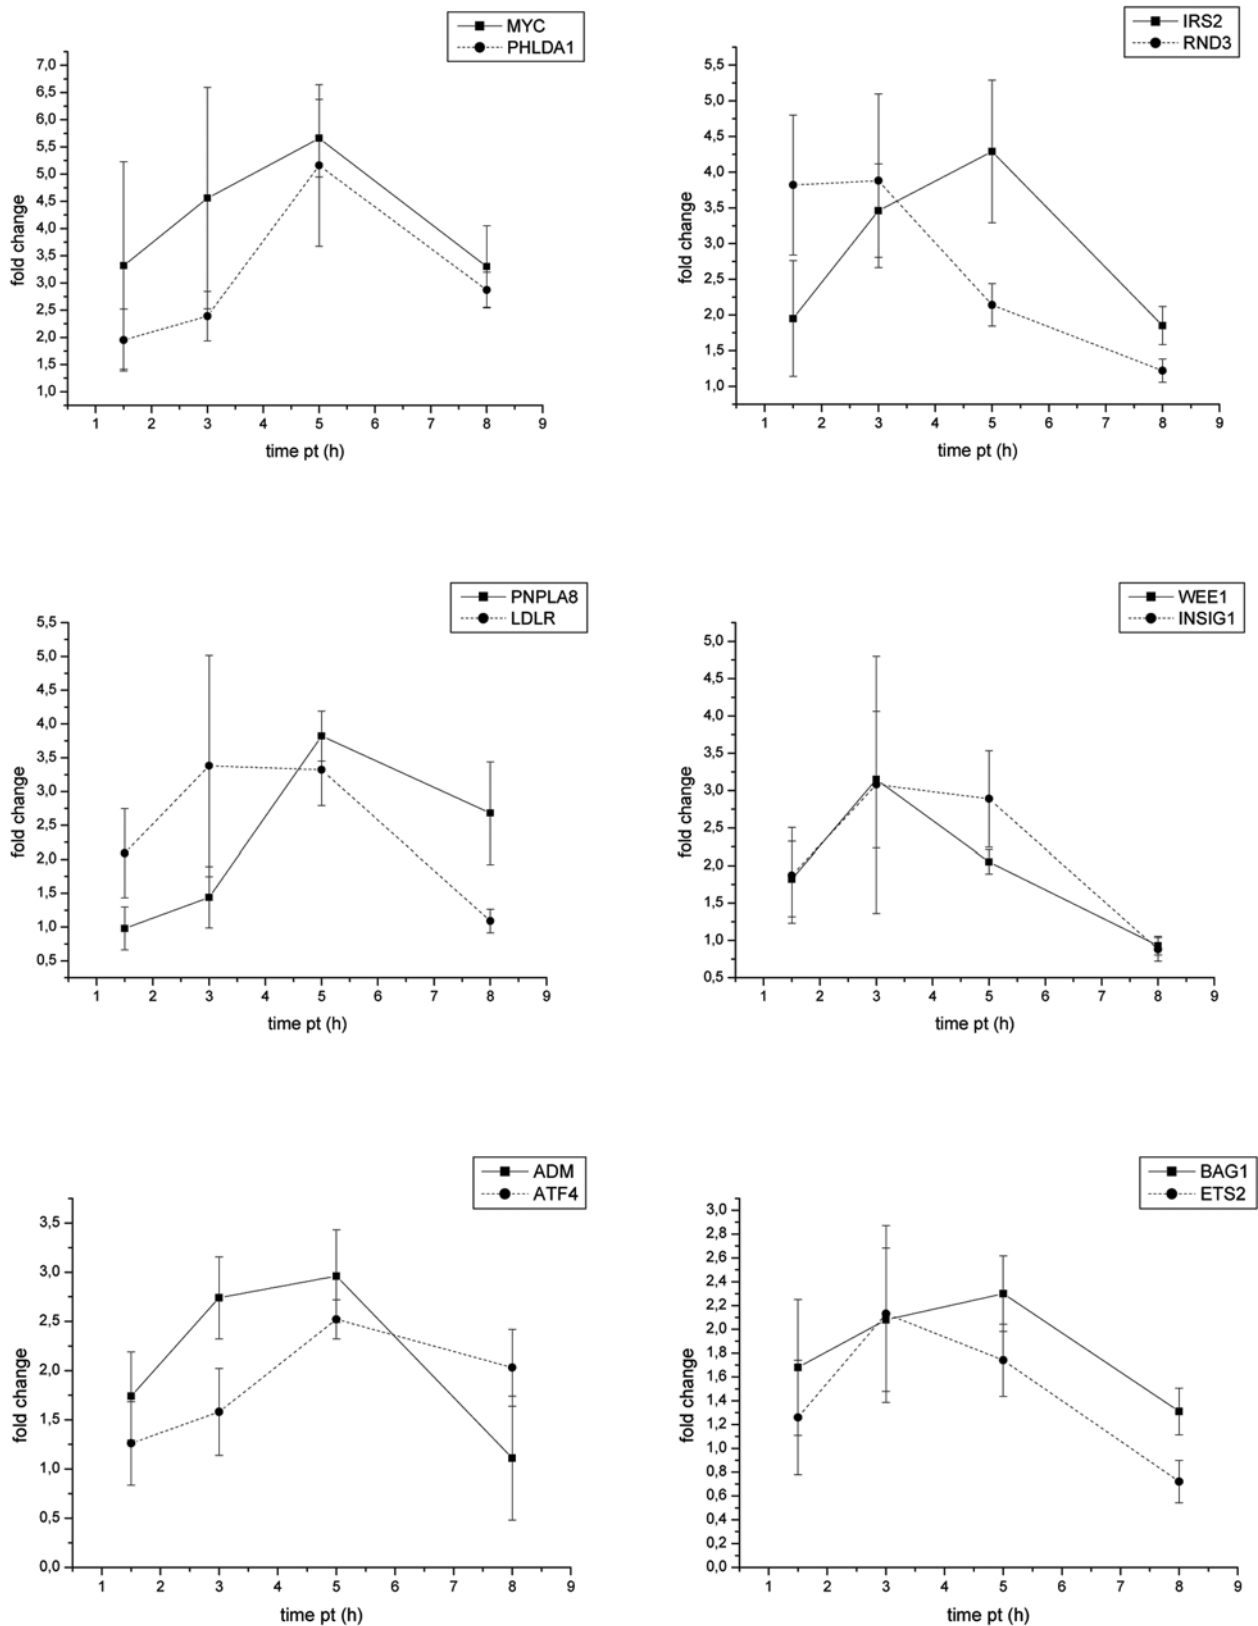 MYC
PHLDA1
7,0
6,5
6,0
5,5
5,0
4,5
4,0
3,5
3,0
2,5
2,0
1,5
1,0
fold change
1 2 3 4 5 6 7 8 9
time pt (h)
IRS2
RND3
5,5
5,0
4,5
4,0
3,5
3,0
2,5
2,0
1,5
1,0
fold change
1 2 3 4 5 6 7 8 9
time pt (h)
PNPLA8
LDLR
5,5
5,0
4,5
4,0
3,5
3,0
2,5
2,0
1,5
1,0
0,5
fold change
1 2 3 4 5 6 7 8 9
time pt (h)
WEE1
INSIG1
5,0
4,5
4,0
3,5
3,0
2,5
2,0
1,5
1,0
0,5
fold change
1 2 3 4 5 6 7 8 9
time pt (h)
ADM
ATF4
3,5
3,0
2,5
2,0
1,5
1,0
0,5
0,0
fold change
1 2 3 4 5 6 7 8 9
time pt (h)
BAG1
ETS2
3,0
2,8
2,6
2,4
2,2
2,0
1,8
1,6
1,4
1,2
1,0
0,8
0,6
0,4
0,2
0,0
fold change
1 2 3 4 5 6 7 8 9
time pt (h)